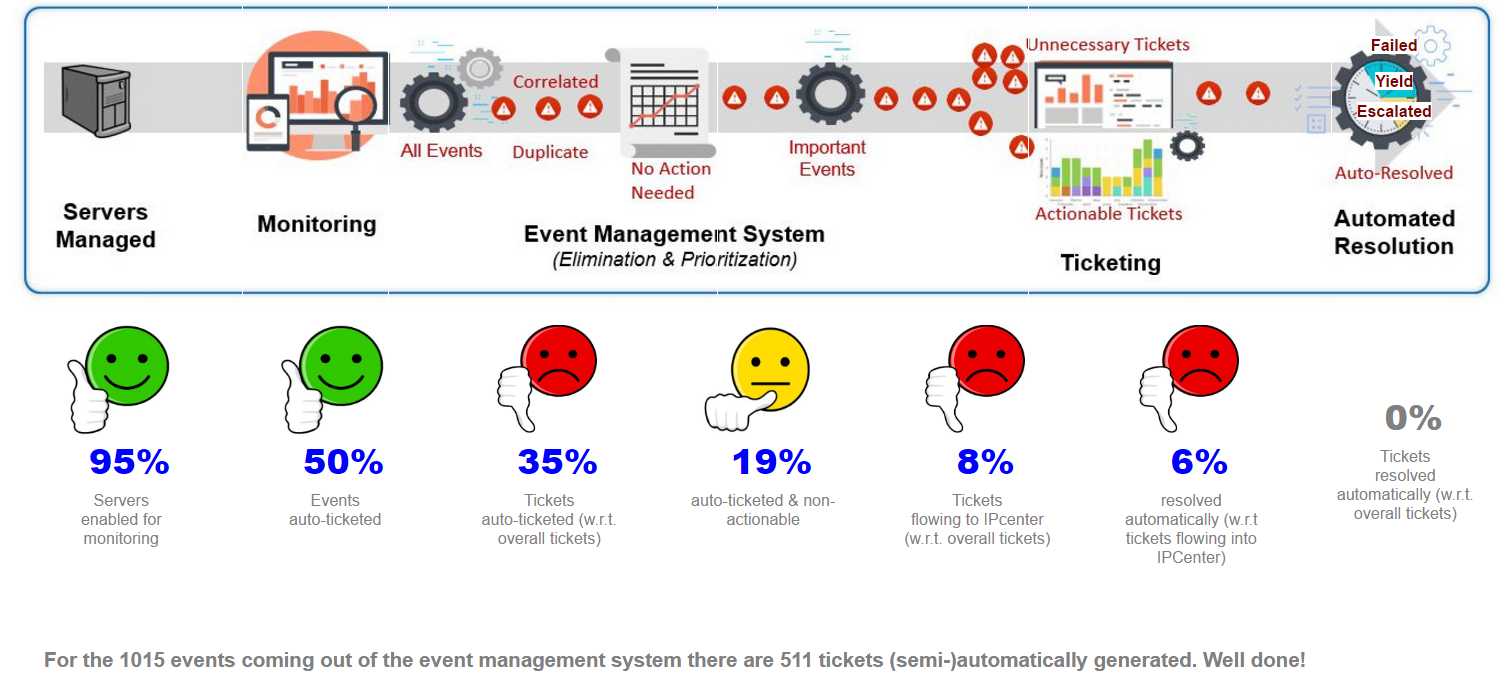 Servers
Managed
Monitoring
All Events
Correlated
Duplicate
No Action
Needed
Event Management System
(Elimination & Prioritization)
Important
Events
Unnecessary Tickets
Actionable Tickets
Ticketing
Failed
Yield
Escalated
Auto-Resolved
Automated
Resolution
95%
Servers
enabled for
monitoring
50%
Events
auto-ticketed
35%
Tickets
auto-ticketed (w.r.t.
overall tickets)
19%
auto-ticketed & non-
actionable
8%
Tickets
flowing to IPcenter
(w.r.t. overall tickets)
6%
resolved
automatically (w.r.t
tickets flowing into
IPCenter)
0%
Tickets
resolved
automatically (w.r.t.
overall tickets)
For the 1015 events coming out of the event management system there are 511 tickets (semi-)automatically generated. Well done!